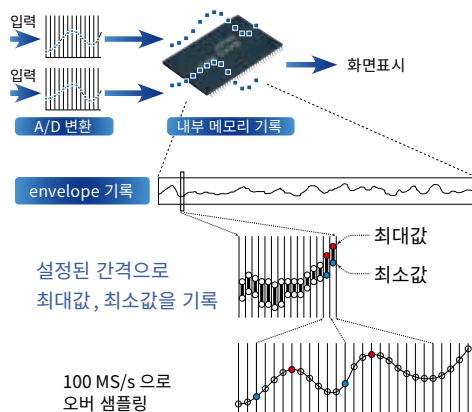 입력
입력
화면표시
A/D 변환
내부 메모리 기록
envelope 기록
최대값
최소값
설정된 간격으로
최대값, 최소값을 기록
100 MS/s 으로
오버 샘플링